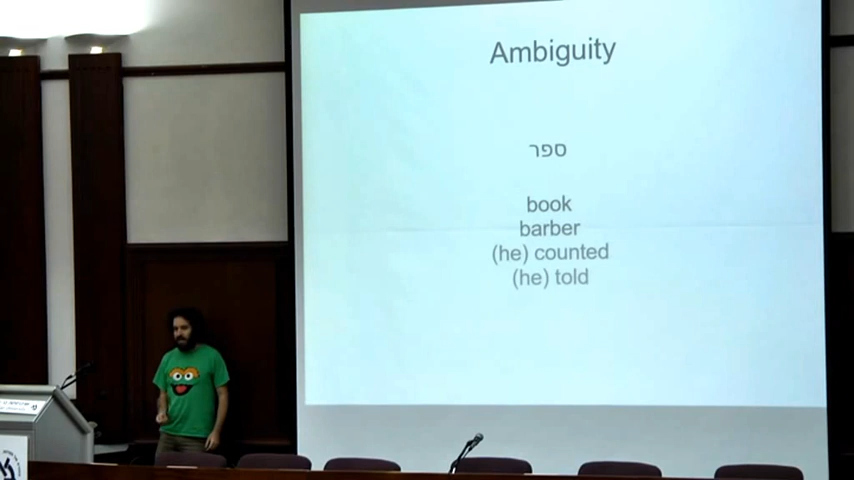 Ambiguity
ספר
book
barber
(he) counted
(he) told